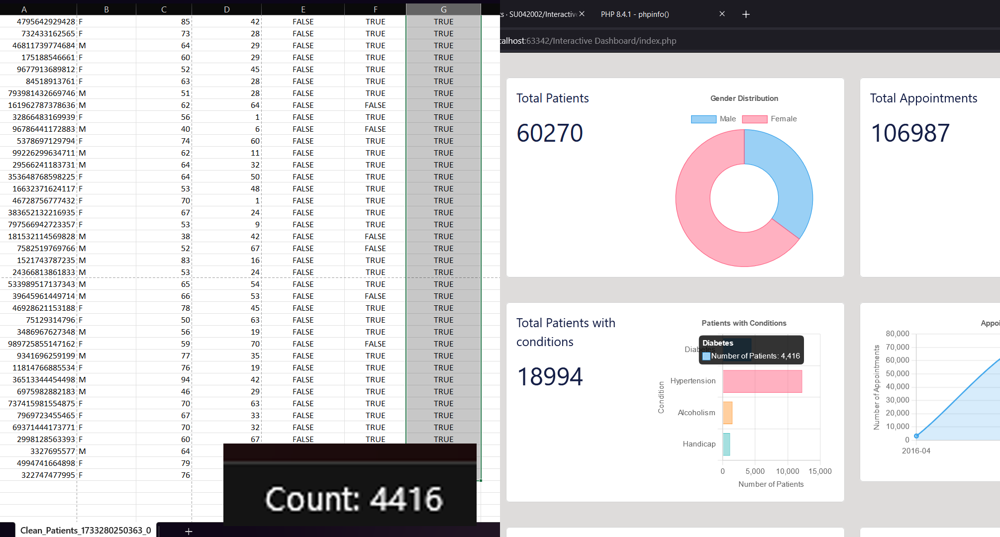 A B C D E F G
4795642929428 F 85 42 FALSE TRUE TRUE
732433162565 F 73 28 FALSE TRUE TRUE
46811739774684 M 64 29 FALSE TRUE TRUE
175188546661 F 60 29 FALSE TRUE TRUE
9677913689812 F 52 45 FALSE TRUE TRUE
84518913761 F 63 28 FALSE TRUE TRUE
793981432669746 M 51 28 FALSE TRUE TRUE
161962787378636 M 62 64 FALSE FALSE TRUE
32866483169939 F 56 1 FALSE TRUE TRUE
96786441172883 M 40 6 FALSE FALSE TRUE
5378697129794 F 74 60 FALSE TRUE TRUE
99226299634711 M 62 11 FALSE TRUE TRUE
29566241183731 M 64 32 FALSE TRUE TRUE
353648768598225 F 64 50 FALSE TRUE TRUE
16632371624117 F 53 48 FALSE TRUE TRUE
46728756777432 F 70 1 FALSE TRUE TRUE
383652132216935 F 67 24 FALSE TRUE TRUE
797566942723357 F 53 9 FALSE TRUE TRUE
181532114569828 M 38 42 FALSE FALSE TRUE
7582519769766 M 52 67 FALSE FALSE TRUE
1521743787235 M 83 16 FALSE TRUE TRUE
24366813861833 M 53 24 FALSE TRUE TRUE
533989517137343 M 65 54 FALSE TRUE TRUE
39645961449714 M 66 53 FALSE FALSE TRUE
46928621153188 F 78 45 FALSE TRUE TRUE
75129314796 F 50 63 FALSE TRUE TRUE
3486967627348 M 56 19 FALSE TRUE TRUE
989725855147162 F 59 70 FALSE FALSE TRUE
9341696259199 M 77 35 FALSE TRUE TRUE
11814766885534 F 76 19 FALSE TRUE TRUE
36513344454498 M 94 42 FALSE TRUE TRUE
6975982882183 M 46 29 FALSE TRUE TRUE
737415981554875 F 70 63 FALSE TRUE TRUE
7969723455465 F 67 33 FALSE TRUE TRUE
69371444173771 F 70 32 FALSE TRUE TRUE
2998128563393 F 60 67 FALSE TRUE TRUE
3327695577 M 64
4994741664898 F 79
322747477995 F 76
Count: 4416
Clean_Patients_1733280250363_0 +
· SU042002/Interactive
PHP 8.4.1 - phpinfo()
calhost:63342/Interactive Dashboard/index.php
Total Patients
60270
Gender Distribution
Male Female
Total Appointments
106987
Total Patients with
conditions
18994
Patients with Conditions
Diabetes
Diabetes
Number of Patients: 4,416
Hypertension
Alcoholism
Handicap
Condition
0 5,000 10,000 15,000
Number of Patients
Appoi
80,000
70,000
60,000
50,000
40,000
30,000
20,000
10,000
0
Number of Appointments
2016-04